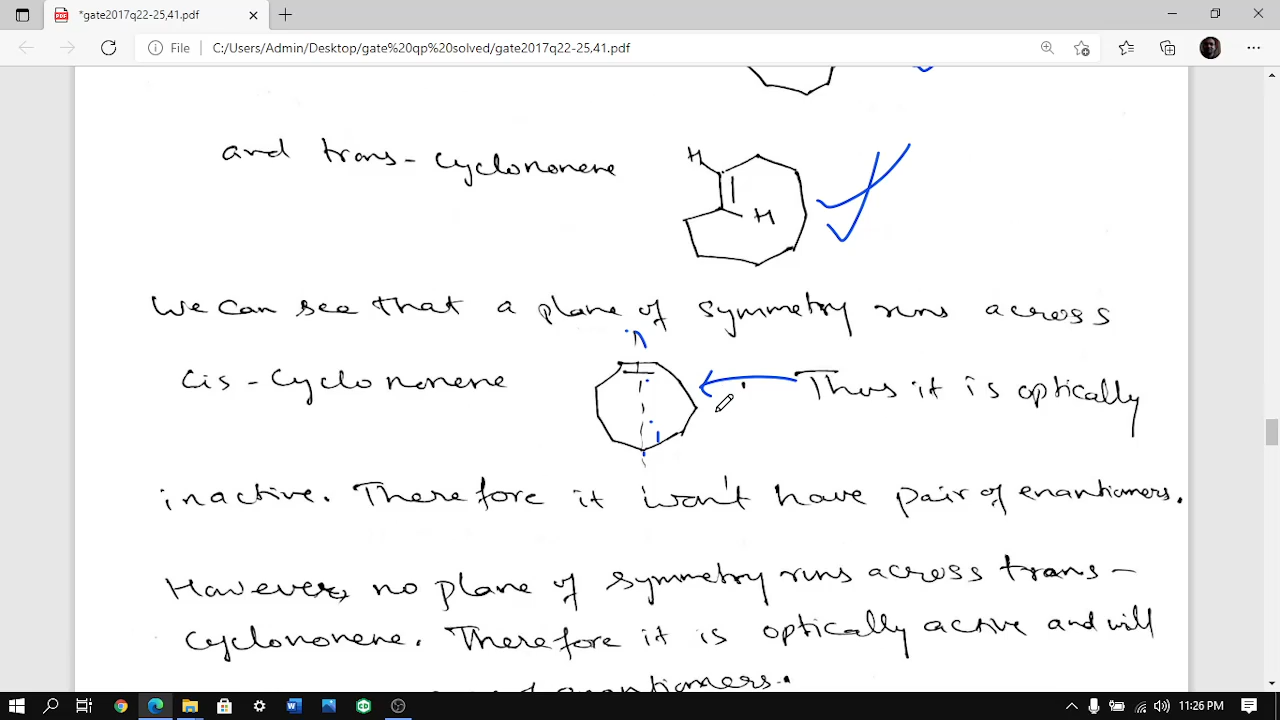 *gate2017q22-25,41.pdf
File
C:/Users/Admin/Desktop/gate%20qp%20solved/gate2017q22-25,41.pdf
and trans-cyclononene
H
H
We can see that a plane of symmetry runs across
cis-cyclononene
Thus it is optically
inactive. Therefore it won't have pair of enantiomers.
However, no plane of symmetry runs across trans-
cyclononene. Therefore it is optically active and will
of enantiomers.
11:26 PM